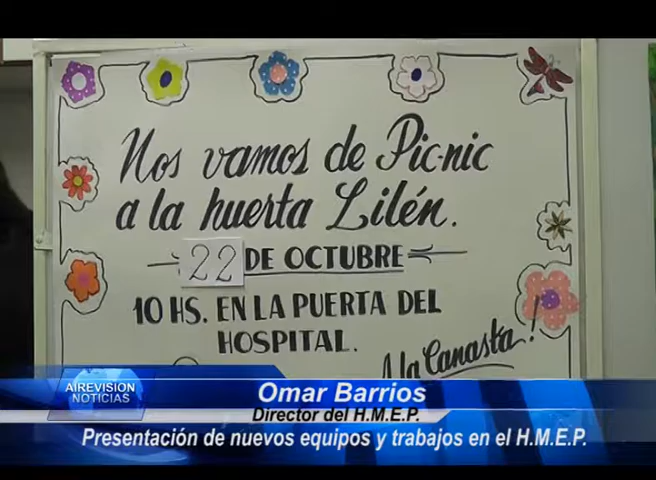 Nos vamos de Pic-nic
a la huerta Lilén.
22 DE OCTUBRE
10 HS. EN LA PUERTA DEL
HOSPITAL.
A la Canasta!
AIREVISION
NOTICIAS
Omar Barrios
Director del H.M.E.P.
Presentación de nuevos equipos y trabajos en el H.M.E.P.